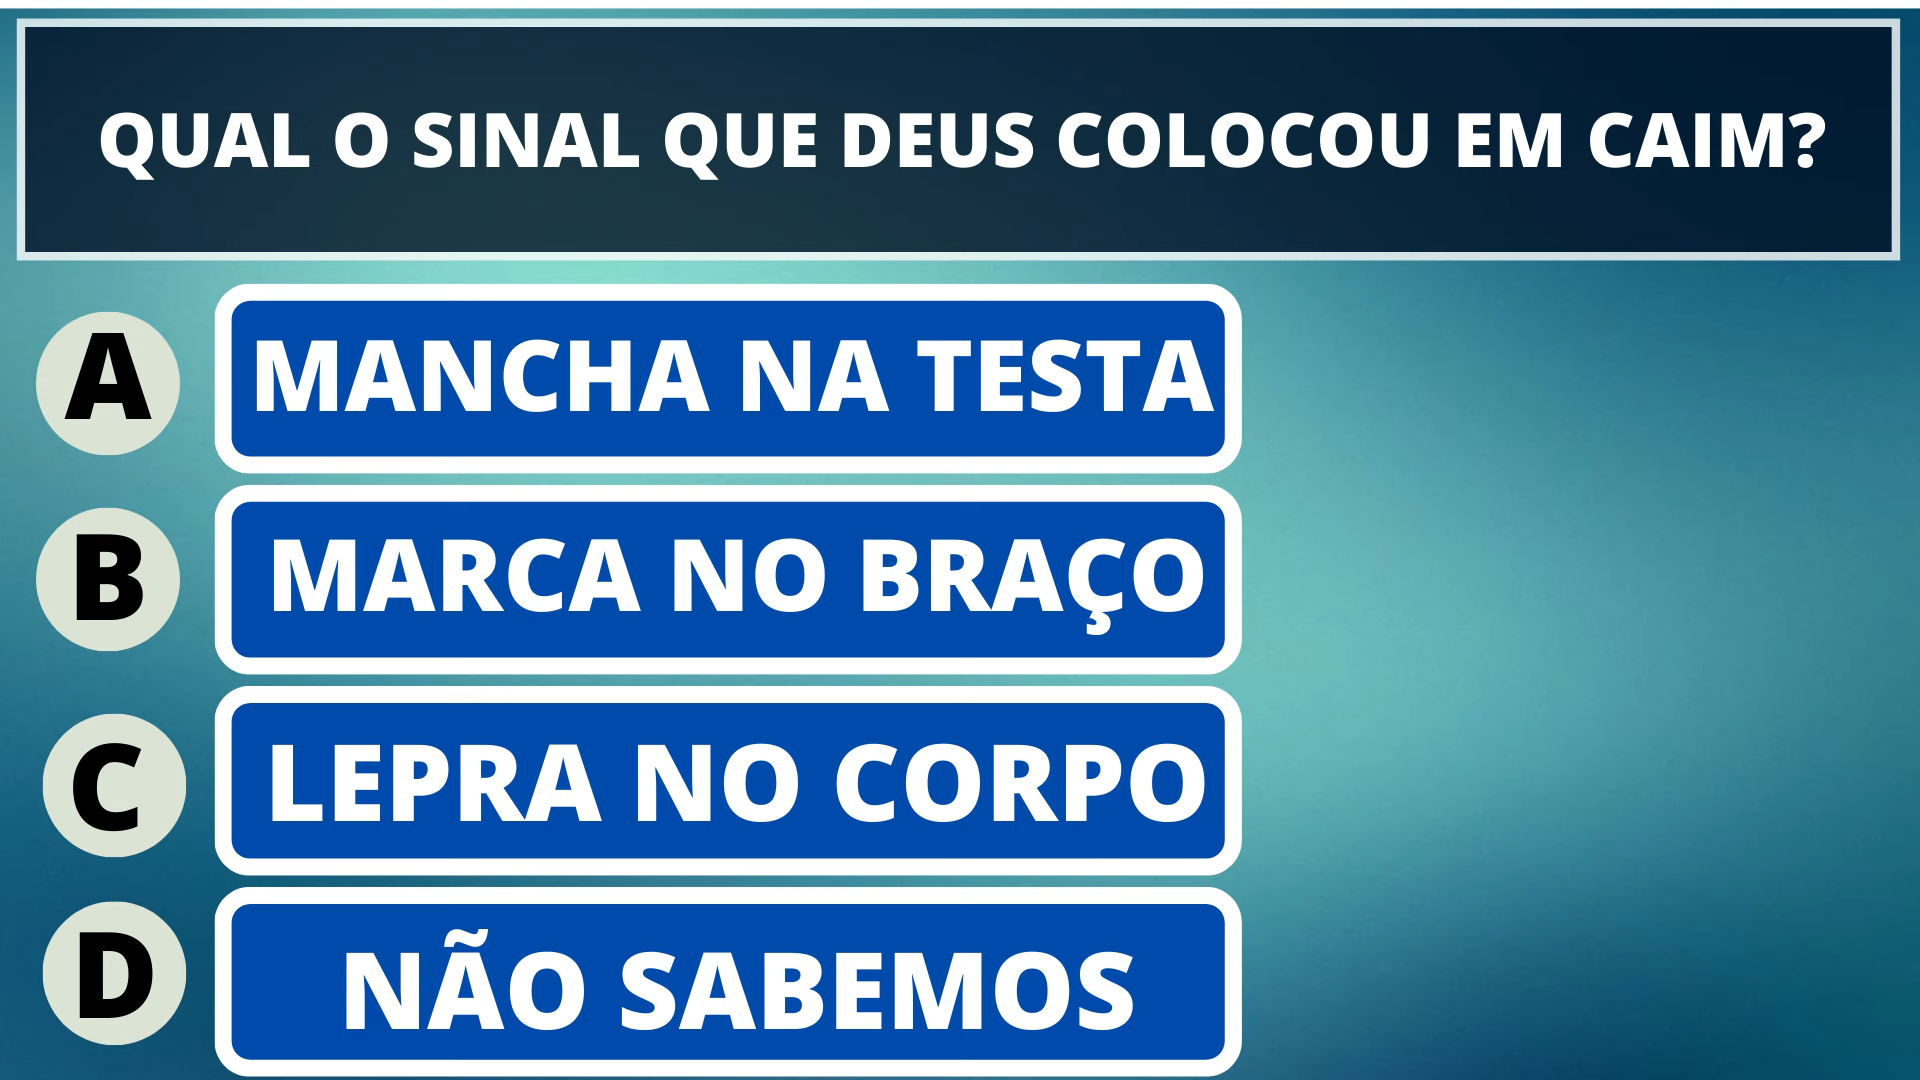 QUAL O SINAL QUE DEUS COLOCOU EM CAIM?
A MANCHA NA TESTA
B MARCA NO BRAÇO
C LEPRA NO CORPO
D NÃO SABEMOS